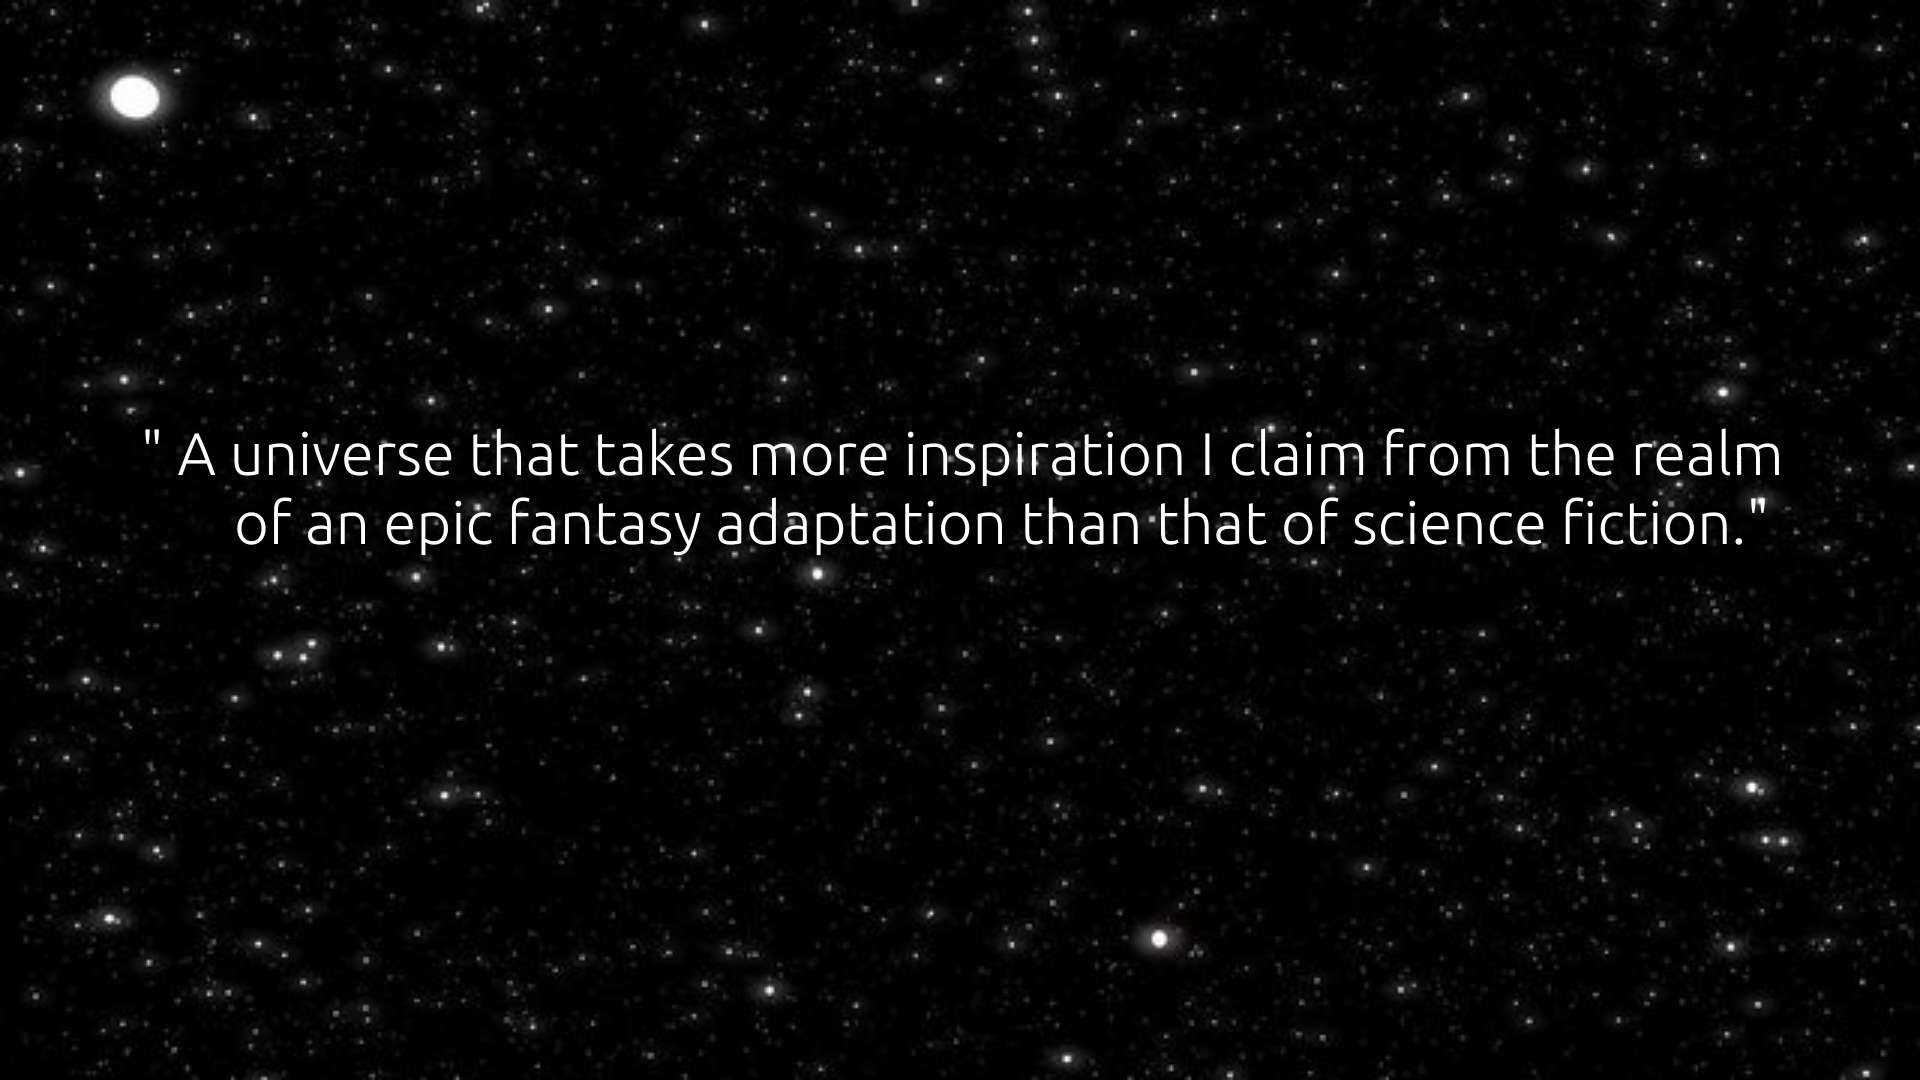 " A universe that takes more inspiration I claim from the realm
of an epic fantasy adaptation than that of science fiction."